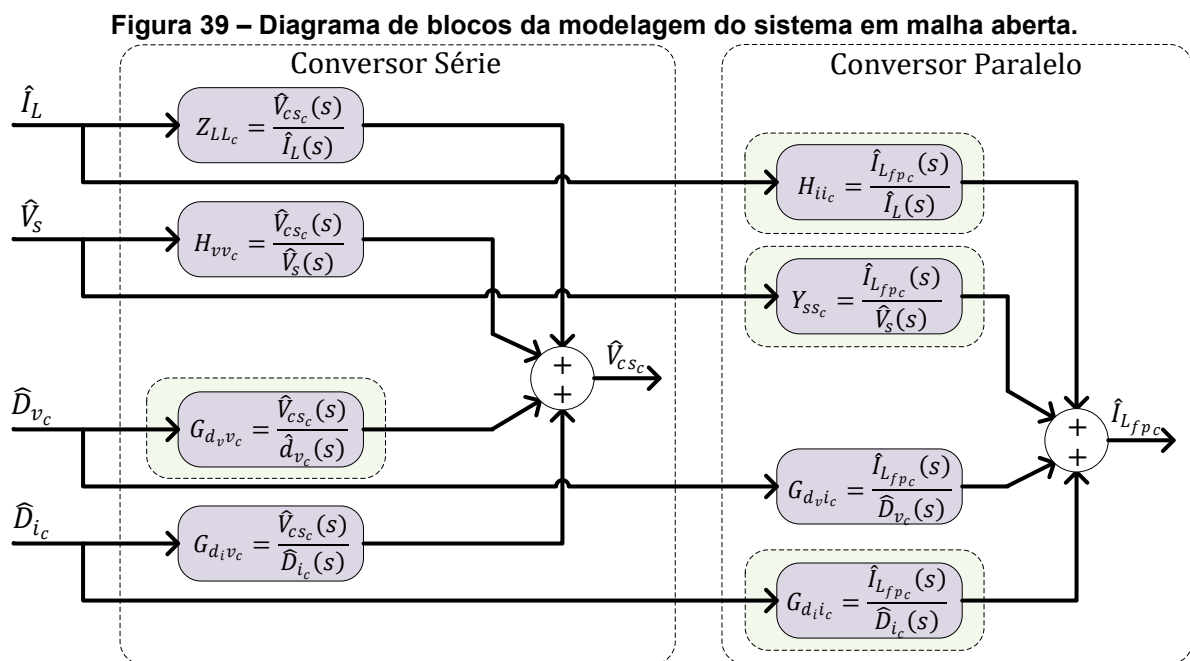 Figura 39 – Diagrama de blocos da modelagem do sistema em malha aberta.
Conversor Série
Î_L
Z_{LL_c} = V̂_{cs_c}(s) / Î_L(s)
V̂_s
H_{vv_c} = V̂_{cs_c}(s) / V̂_s(s)
+
+
V̂_{cs_c}
D̂_{v_c}
G_{d_v v_c} = V̂_{cs_c}(s) / d̂_{v_c}(s)
D̂_{i_c}
G_{d_i v_c} = V̂_{cs_c}(s) / D̂_{i_c}(s)
Conversor Paralelo
H_{ii_c} = Î_{L_{fp_c}}(s) / Î_L(s)
Y_{ss_c} = Î_{L_{fp_c}}(s) / V̂_s(s)
+
+
Î_{L_{fp_c}}
G_{d_v i_c} = Î_{L_{fp_c}}(s) / D̂_{v_c}(s)
G_{d_i i_c} = Î_{L_{fp_c}}(s) / D̂_{i_c}(s)